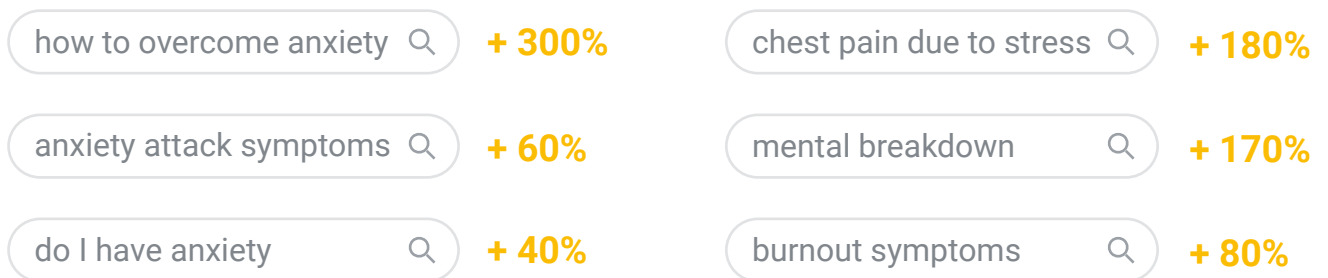 how to overcome anxiety + 300%
anxiety attack symptoms + 60%
do I have anxiety + 40%
chest pain due to stress + 180%
mental breakdown + 170%
burnout symptoms + 80%